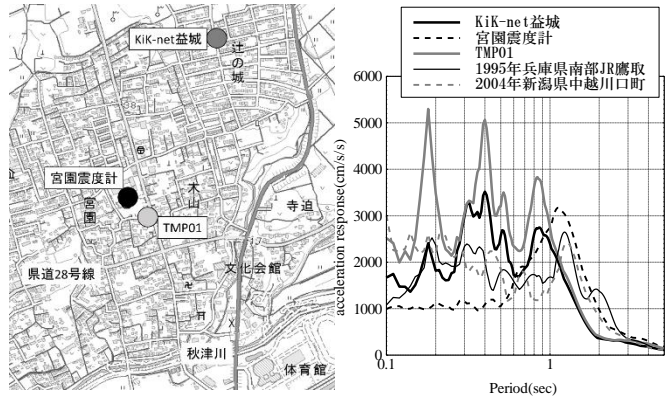 KiK-net益城
辻の城
宮園震度計
宮園
木山
TMP01
寺迫
県道28号線
文化会館
秋津川
体育館
KiK-net益城
宮園震度計
TMP01
1995年兵庫県南部JR鷹取
2004年新潟県中越川口町
acceleration response(cm/s/s)
6000
5000
4000
3000
2000
1000
0
0.1
1
Period(sec)